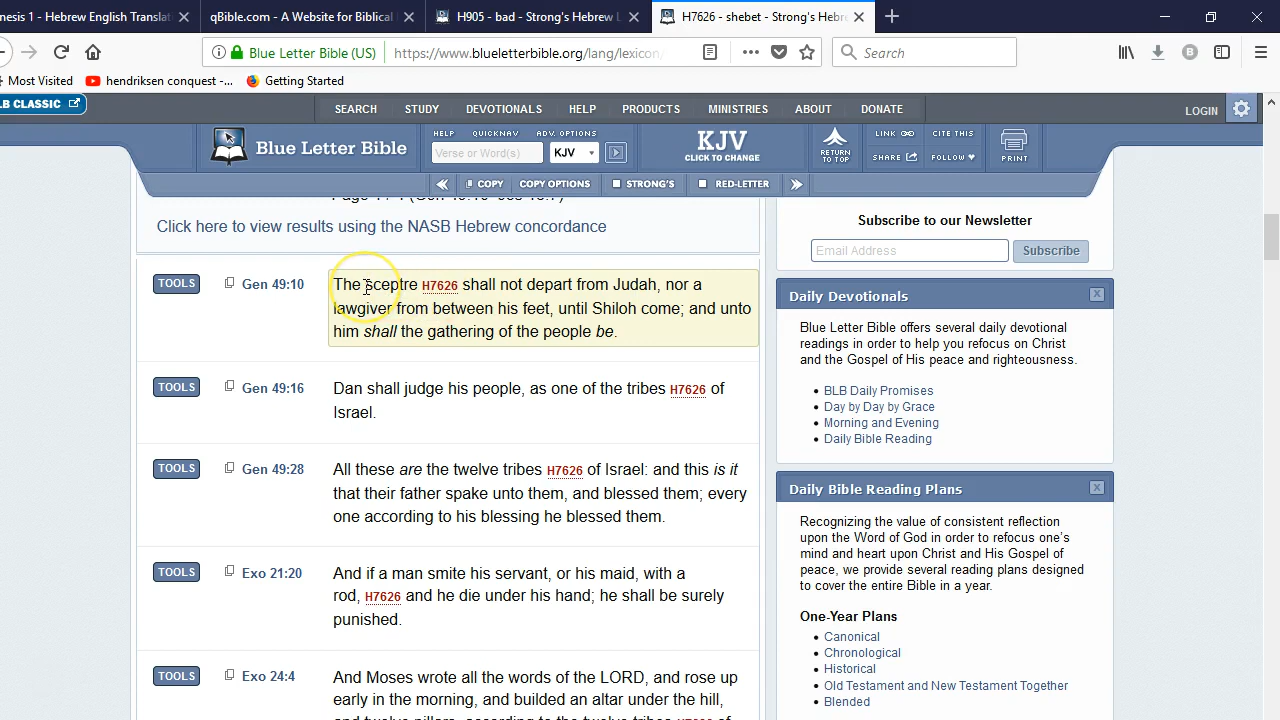 nesis 1 - Hebrew English Translat
qBible.com - A Website for Biblical
H905 - bad - Strong's Hebrew L
H7626 - shebet - Strong's Hebre
Blue Letter Bible (US)
https://www.blueletterbible.org/lang/lexicon
Search
Most Visited
hendriksen conquest -...
Getting Started
LB CLASSIC
SEARCH STUDY DEVOTIONALS HELP PRODUCTS MINISTRIES ABOUT DONATE
LOGIN
Blue Letter Bible
HELP QUICKNAV ADV. OPTIONS
Verse or Word(s)
KJV
KJV
CLICK TO CHANGE
RETURN
TO TOP
LINK
CITE THIS
SHARE
FOLLOW
PRINT
COPY COPY OPTIONS STRONG'S RED-LETTER
Click here to view results using the NASB Hebrew concordance
TOOLS
Gen 49:10
The sceptre H7626 shall not depart from Judah, nor a
lawgiver from between his feet, until Shiloh come; and unto
him shall the gathering of the people be.
TOOLS
Gen 49:16
Dan shall judge his people, as one of the tribes H7626 of
Israel.
TOOLS
Gen 49:28
All these are the twelve tribes H7626 of Israel: and this is it
that their father spake unto them, and blessed them; every
one according to his blessing he blessed them.
TOOLS
Exo 21:20
And if a man smite his servant, or his maid, with a
rod, H7626 and he die under his hand; he shall be surely
punished.
TOOLS
Exo 24:4
And Moses wrote all the words of the LORD, and rose up
early in the morning, and builded an altar under the hill,
and twelve pillars, according to the twelve tribes H7626 of
Subscribe to our Newsletter
Email Address
Subscribe
Daily Devotionals
Blue Letter Bible offers several daily devotional
readings in order to help you refocus on Christ
and the Gospel of His peace and righteousness.
BLB Daily Promises
Day by Day by Grace
Morning and Evening
Daily Bible Reading
Daily Bible Reading Plans
Recognizing the value of consistent reflection
upon the Word of God in order to refocus one's
mind and heart upon Christ and His Gospel of
peace, we provide several reading plans designed
to cover the entire Bible in a year.
One-Year Plans
Canonical
Chronological
Historical
Old Testament and New Testament Together
Blended